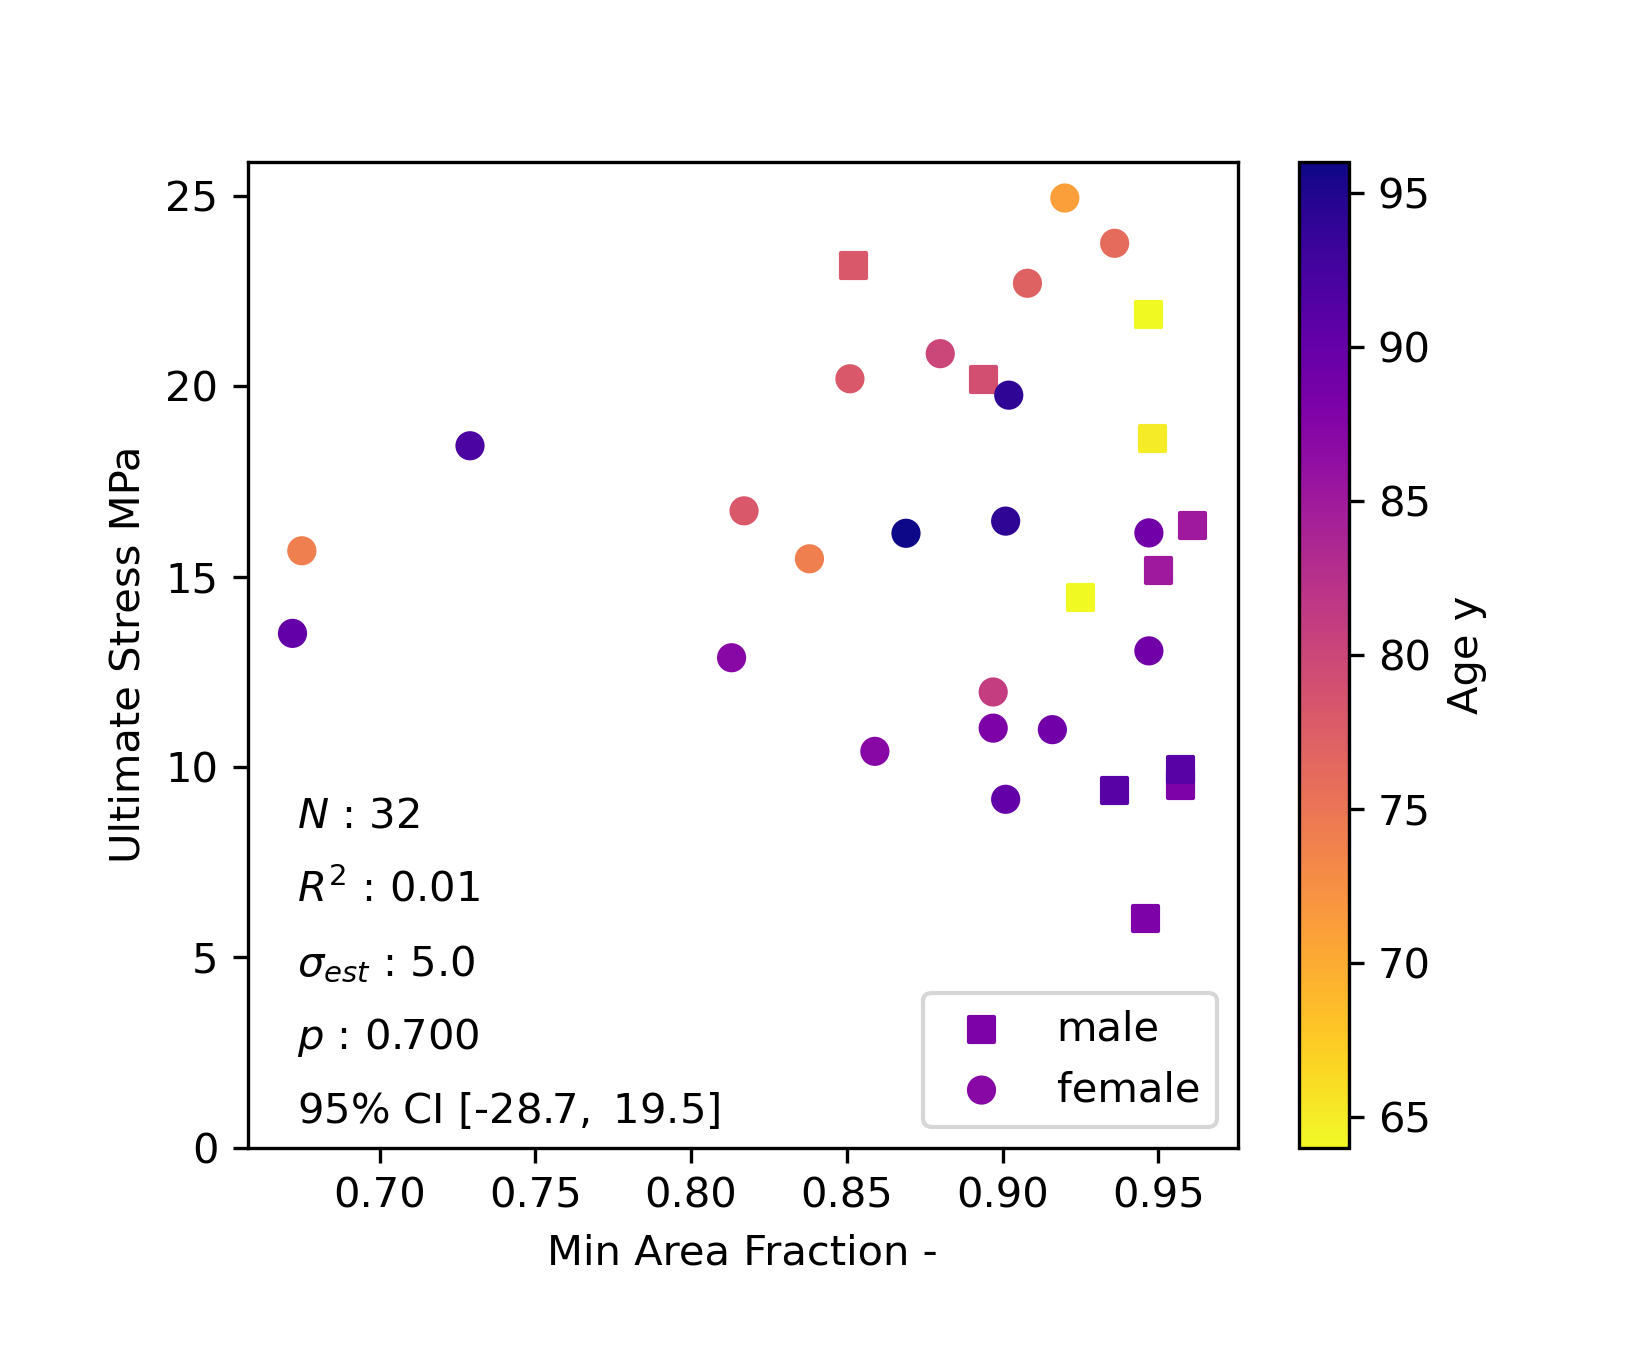 25
20
15
10
5
0
Ultimate Stress MPa
N : 32
R² : 0.01
σest : 5.0
p : 0.700
95% CI [-28.7, 19.5]
male
female
0.70 0.75 0.80 0.85 0.90 0.95
Min Area Fraction -
95
90
85
80
75
70
65
Age y